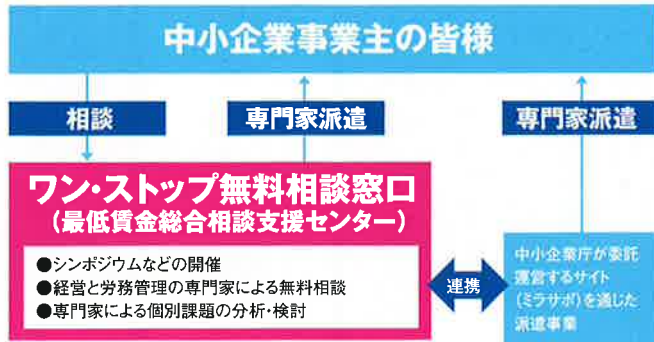 中小企業事業主の皆様
相談
専門家派遣
専門家派遣
ワン・ストップ無料相談窓口
(最低賃金総合相談支援センター)
●シンポジウムなどの開催
●経営と労務管理の専門家による無料相談
●専門家による個別課題の分析・検討
連携
中小企業庁が委託
運営するサイト
(ミラサポ)を通じた
派遣事業